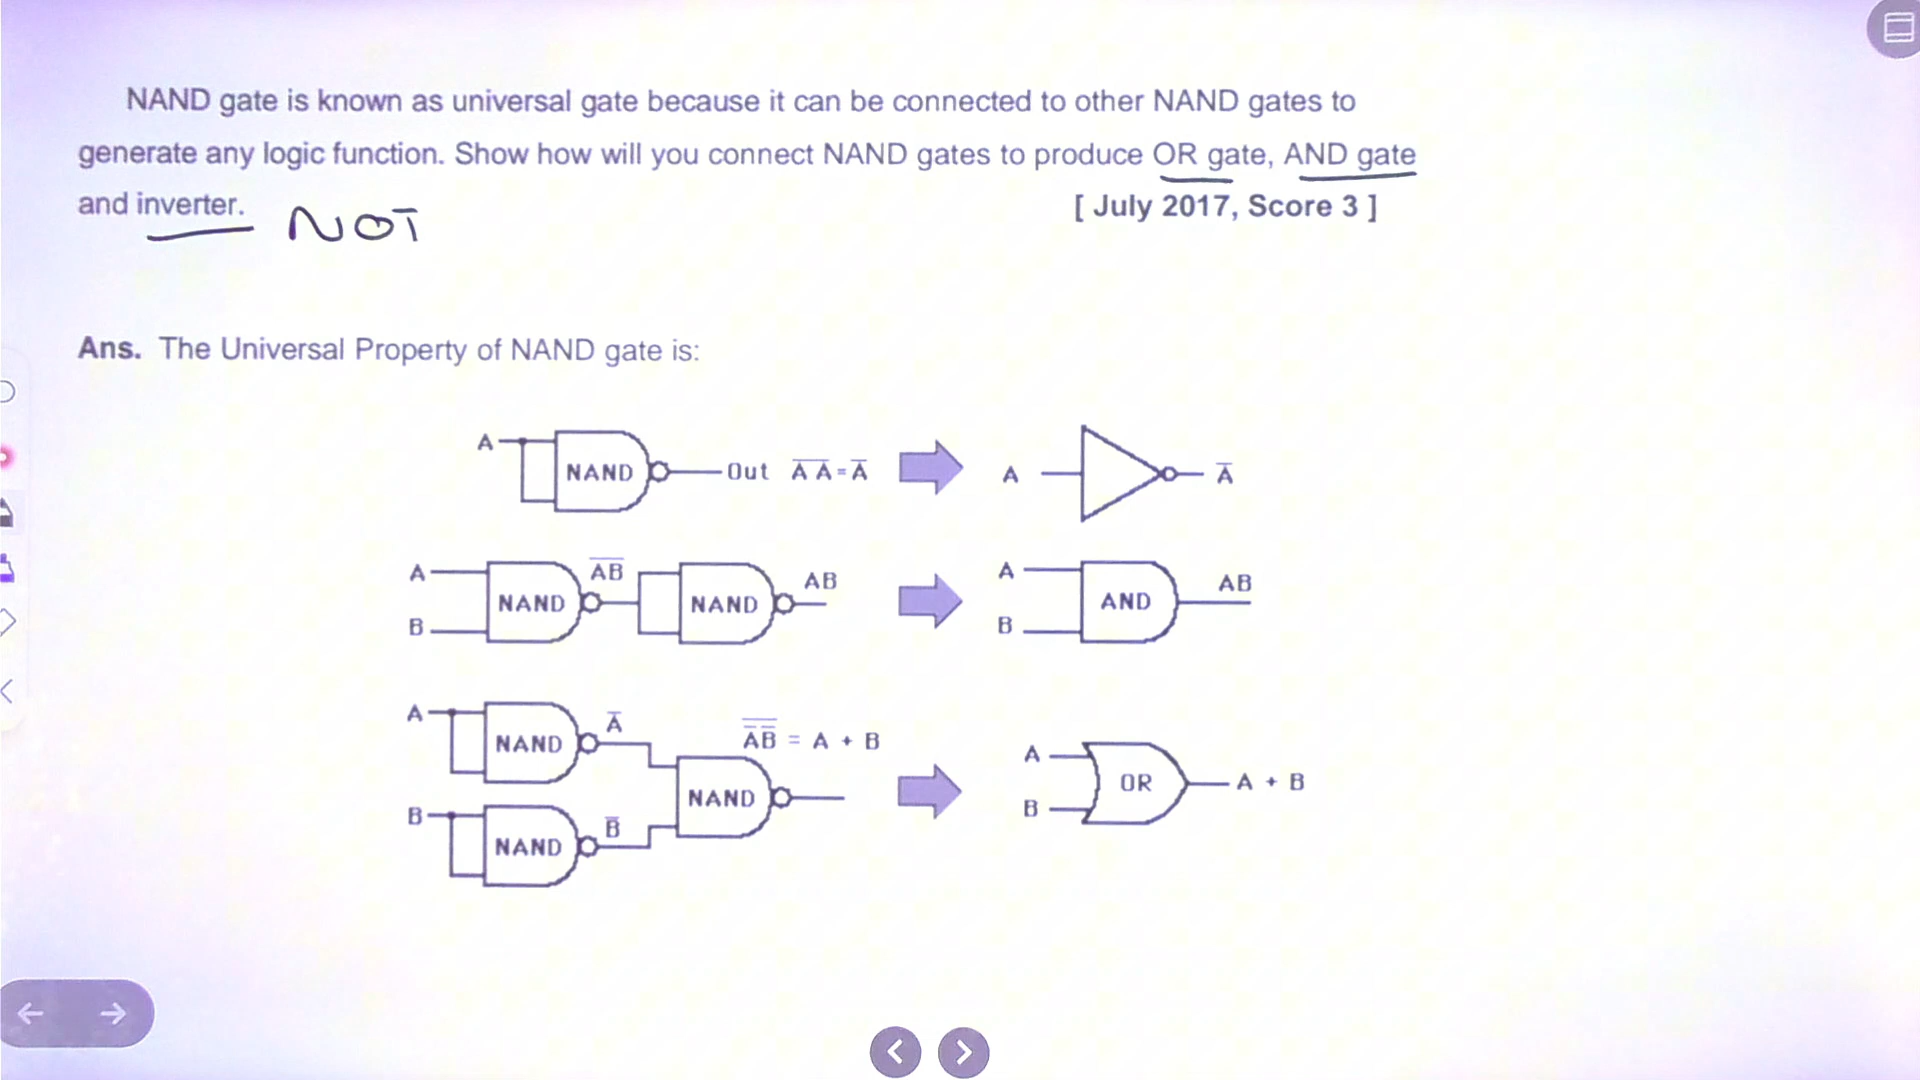 NAND gate is known as universal gate because it can be connected to other NAND gates to
generate any logic function. Show how will you connect NAND gates to produce OR gate, AND gate
and inverter. NOT [ July 2017, Score 3 ]
Ans. The Universal Property of NAND gate is:
A NAND Out A̅ A̅ = A̅ A A̅
A B NAND A̅B̅ NAND AB A B AND AB
A NAND A̅ B NAND B̅ NAND A̿B̿ = A + B A B OR A + B